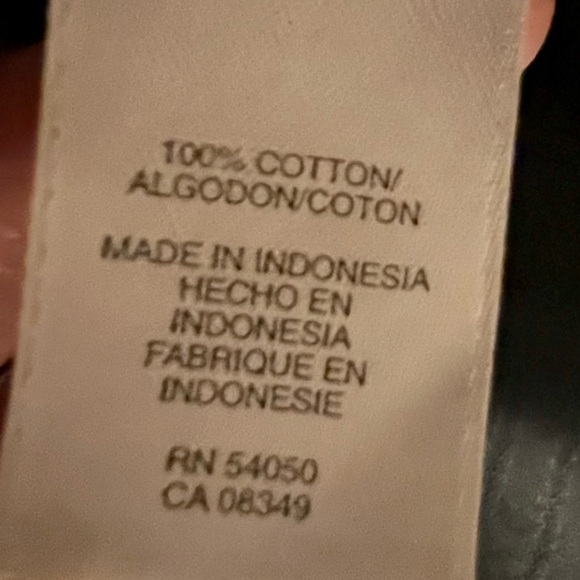 100% COTTON/
ALGODON/COTON
MADE IN INDONESIA
HECHO EN
INDONESIA
FABRIQUE EN
INDONESIE
RN 54050
CA 08349